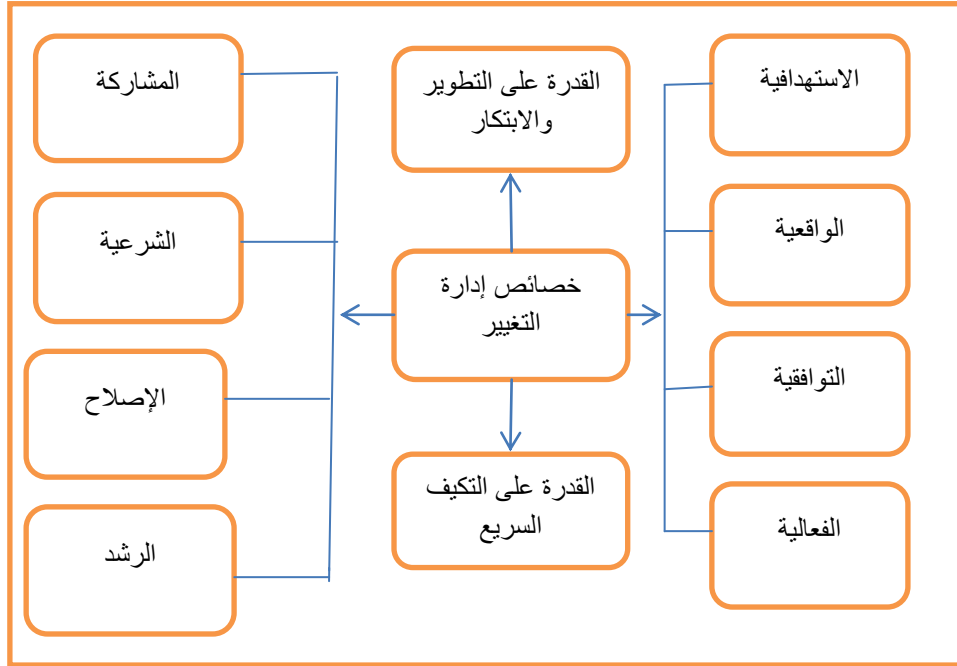 الاستهدافية
القدرة على التطوير
والابتكار
المشاركة
الواقعية
الشرعية
خصائص إدارة
التغيير
التوافقية
الإصلاح
القدرة على التكيف
السريع
الفعالية
الرشد